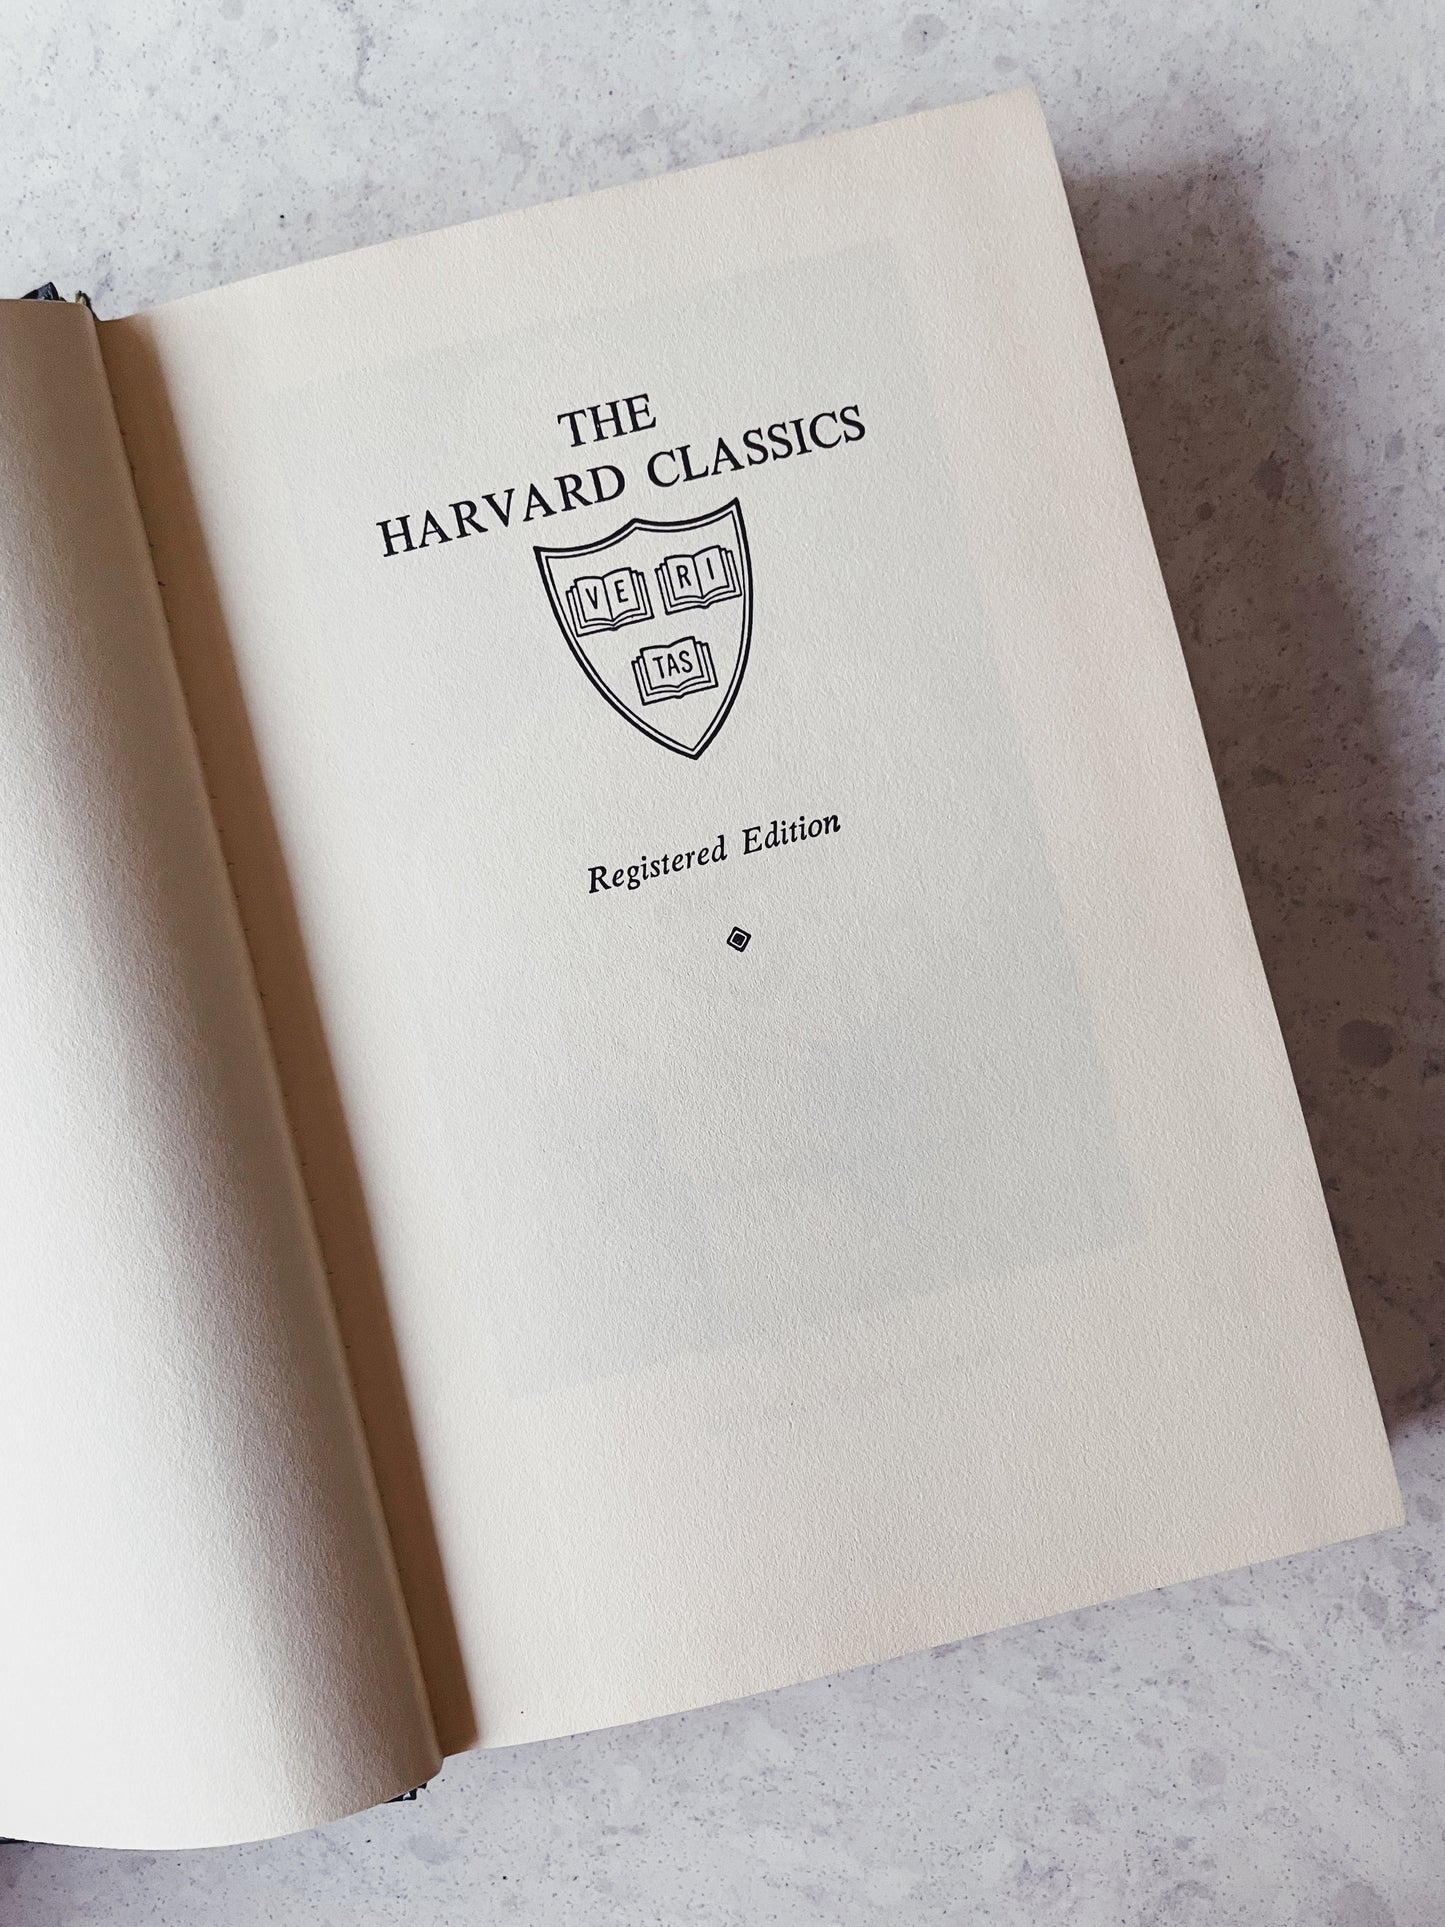 THE
HARVARD CLASSICS
VE RI
TAS
Registered Edition